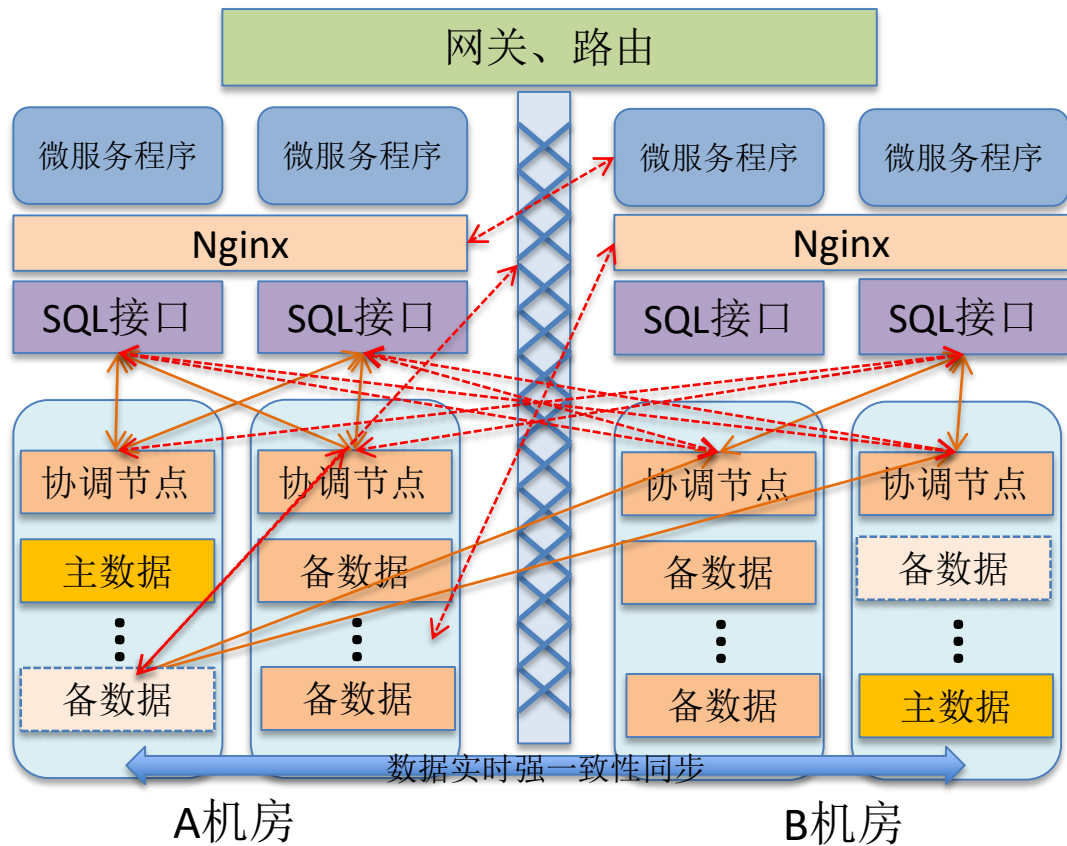 网关、路由
微服务程序
微服务程序
微服务程序
微服务程序
Nginx
Nginx
SQL接口
SQL接口
SQL接口
SQL接口
协调节点
协调节点
协调节点
协调节点
主数据
备数据
备数据
备数据
备数据
备数据
备数据
主数据
数据实时强一致性同步
A机房
B机房